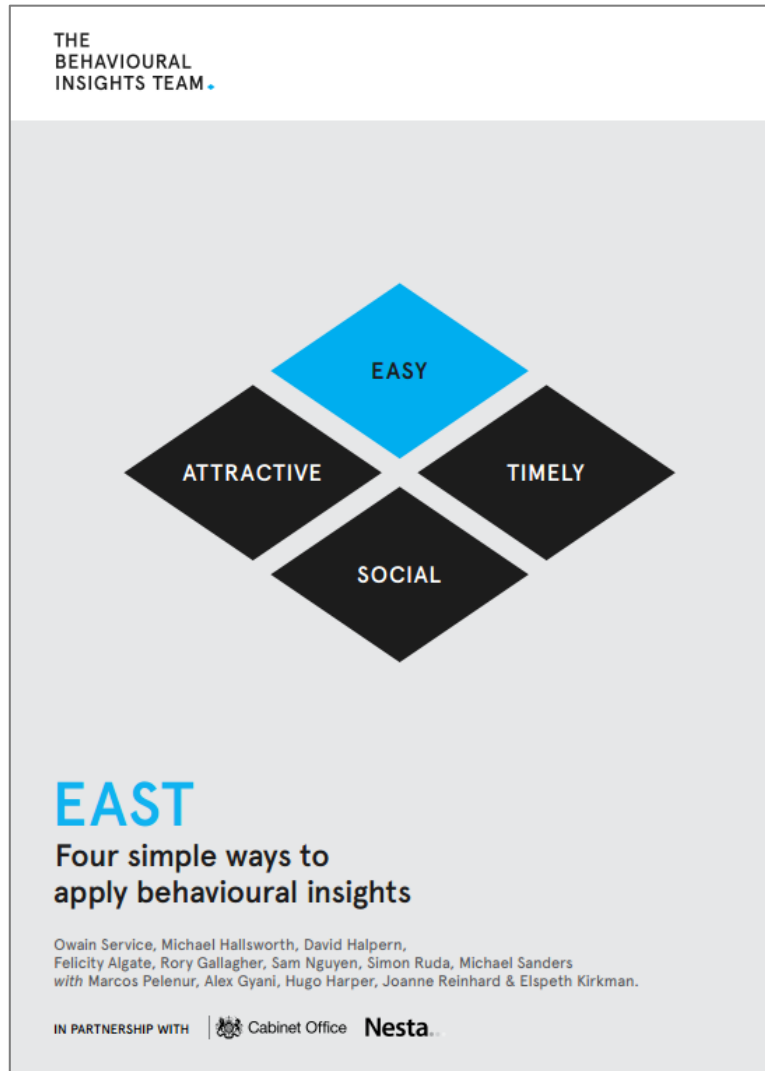 THE
BEHAVIOURAL
INSIGHTS TEAM
EASY
ATTRACTIVE
TIMELY
SOCIAL
EAST
Four simple ways to
apply behavioural insights
Owain Service, Michael Hallsworth, David Halpern,
Felicity Algate, Rory Gallagher, Sam Nguyen, Simon Ruda, Michael Sanders
with Marcos Pelenur, Alex Gyani, Hugo Harper, Joanne Reinhard & Elspeth Kirkman.
IN PARTNERSHIP WITH Cabinet Office Nesta...